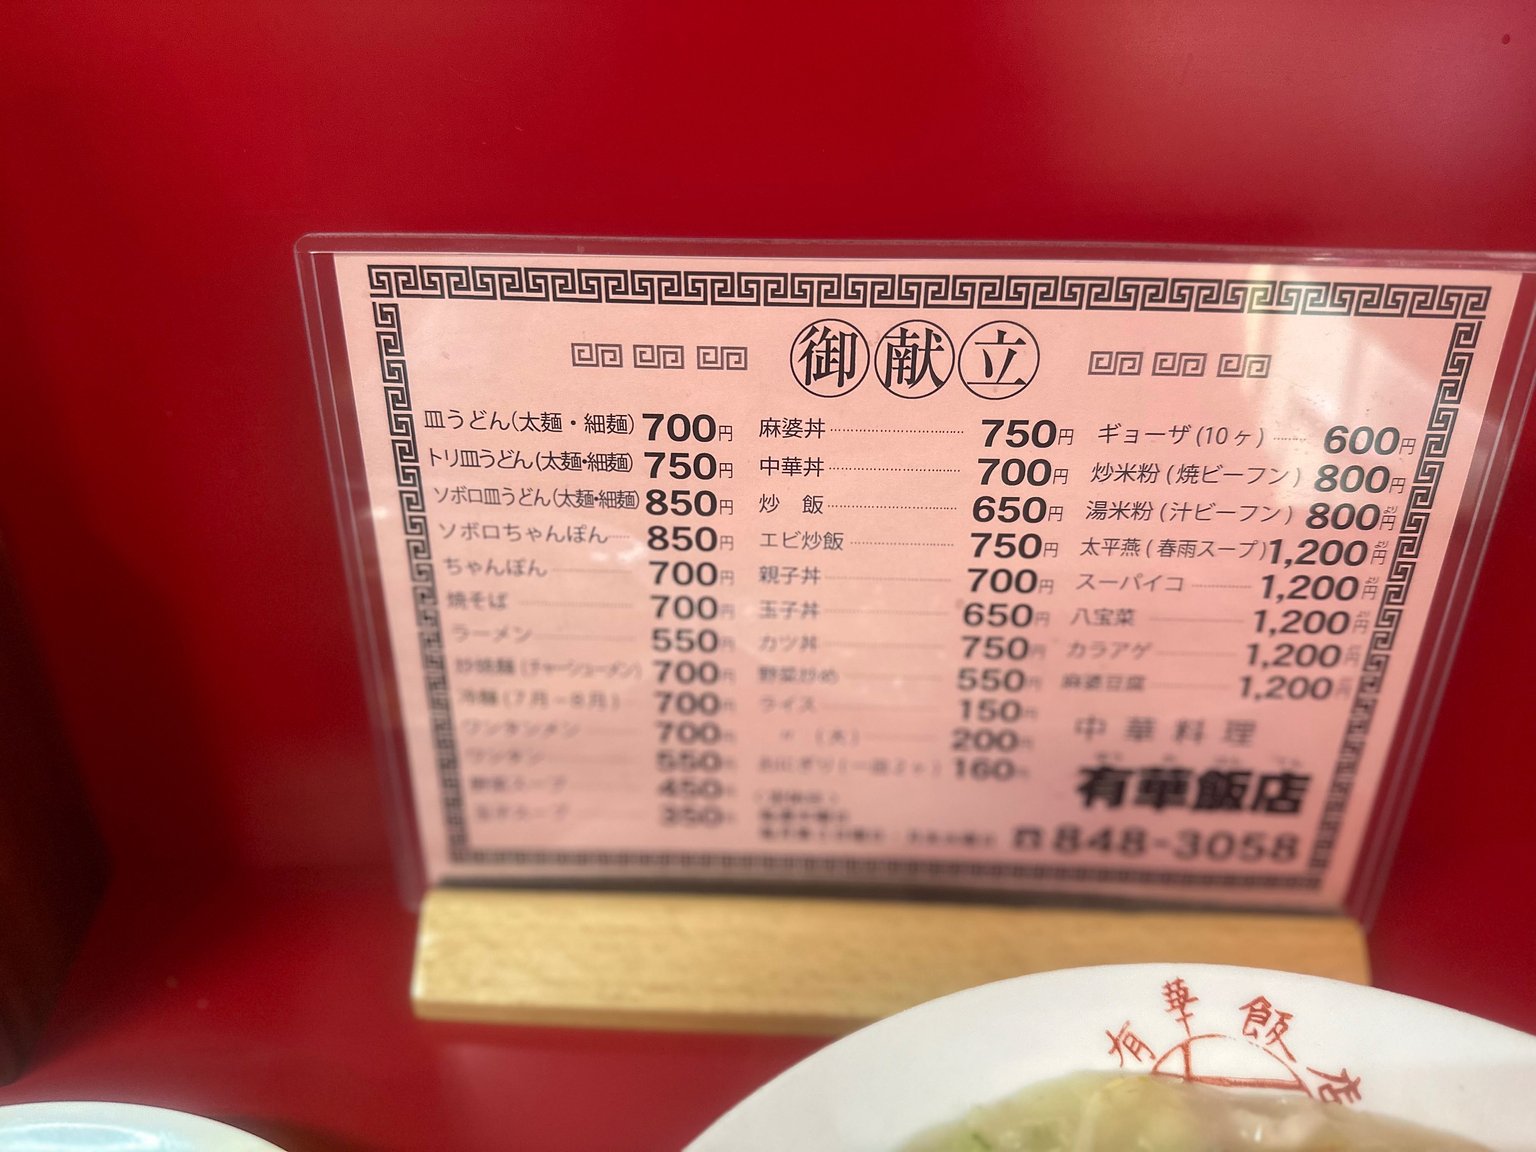 御献立
皿うどん(太麺・細麺) 700円
トリ皿うどん(太麺・細麺) 750円
ソボロ皿うどん(太麺・細麺) 850円
ソボロちゃんぽん 850円
ちゃんぽん 700円
焼そば 700円
ラーメン 550円
炒焼麺(チャーシューメン) 700円
冷麺(7月~8月) 700円
ワンタンメン 700円
ワンタン 550円
450円
350円
麻婆丼 750円
中華丼 700円
炒 飯 650円
エビ炒飯 750円
親子丼 700円
玉子丼 650円
カツ丼 750円
野菜炒め 550円
ライス 150円
〃 (大) 200円
おにぎり 160円
ギョーザ(10ヶ) 600円
炒米粉(焼ビーフン) 800円
湯米粉(汁ビーフン) 800円より
太平燕(春雨スープ) 1,200円より
スーパイコ 1,200円より
八宝菜 1,200円より
カラアゲ 1,200円より
麻婆豆腐 1,200円
中華料理
有華飯店
☎848-3058
有華飯店